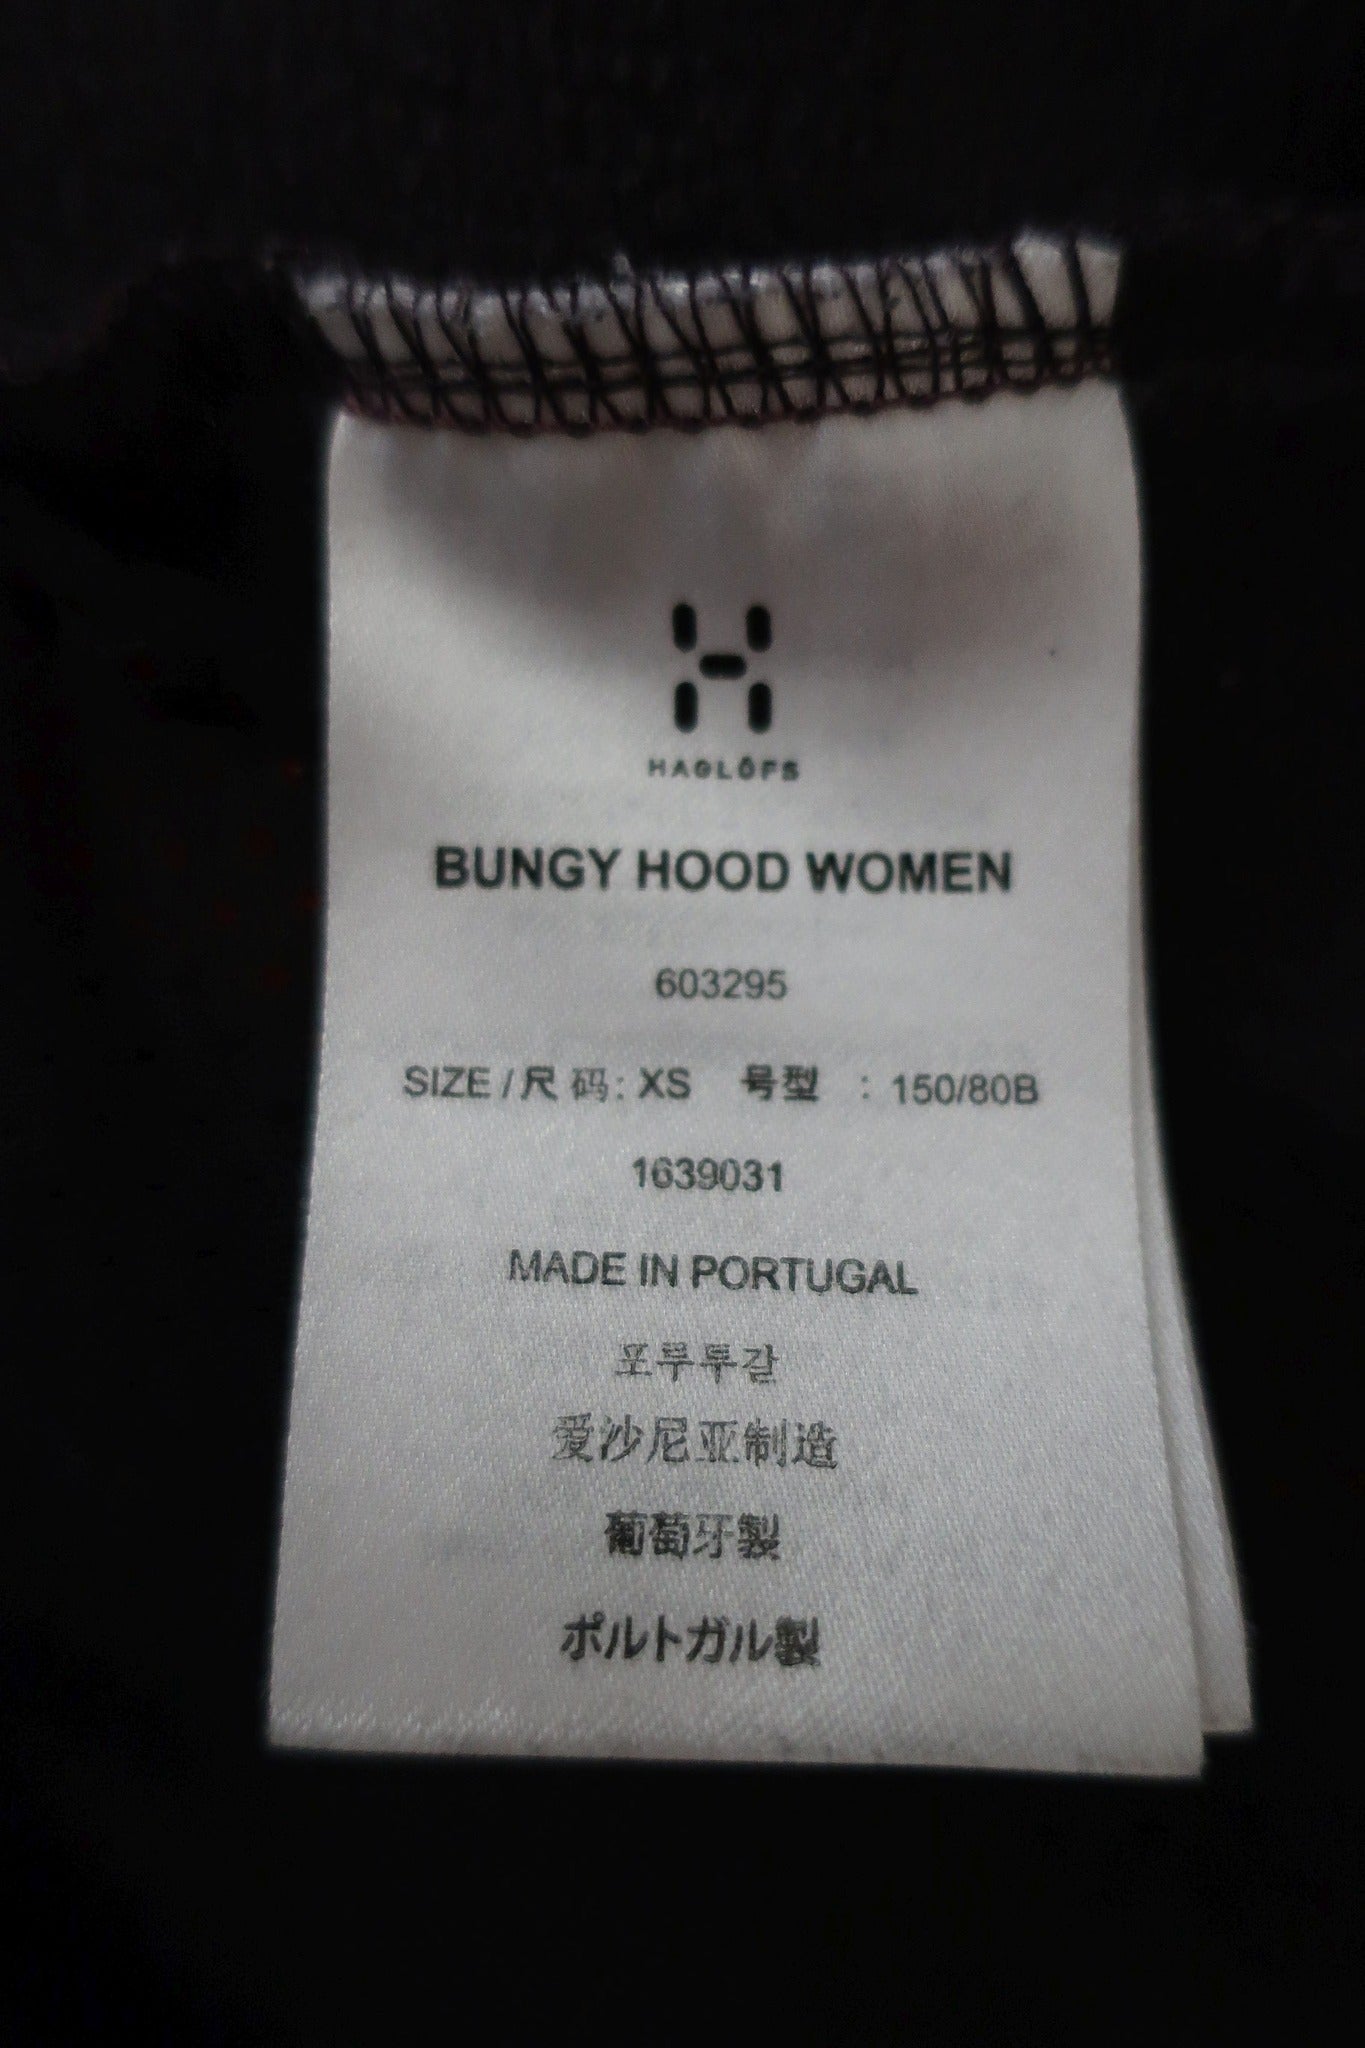 HAGLÖFS
BUNGY HOOD WOMEN
603295
SIZE / 尺 码: XS 号型 : 150/80B
1639031
MADE IN PORTUGAL
포루투갈
爱沙尼亚制造
葡萄牙製
ポルトガル製